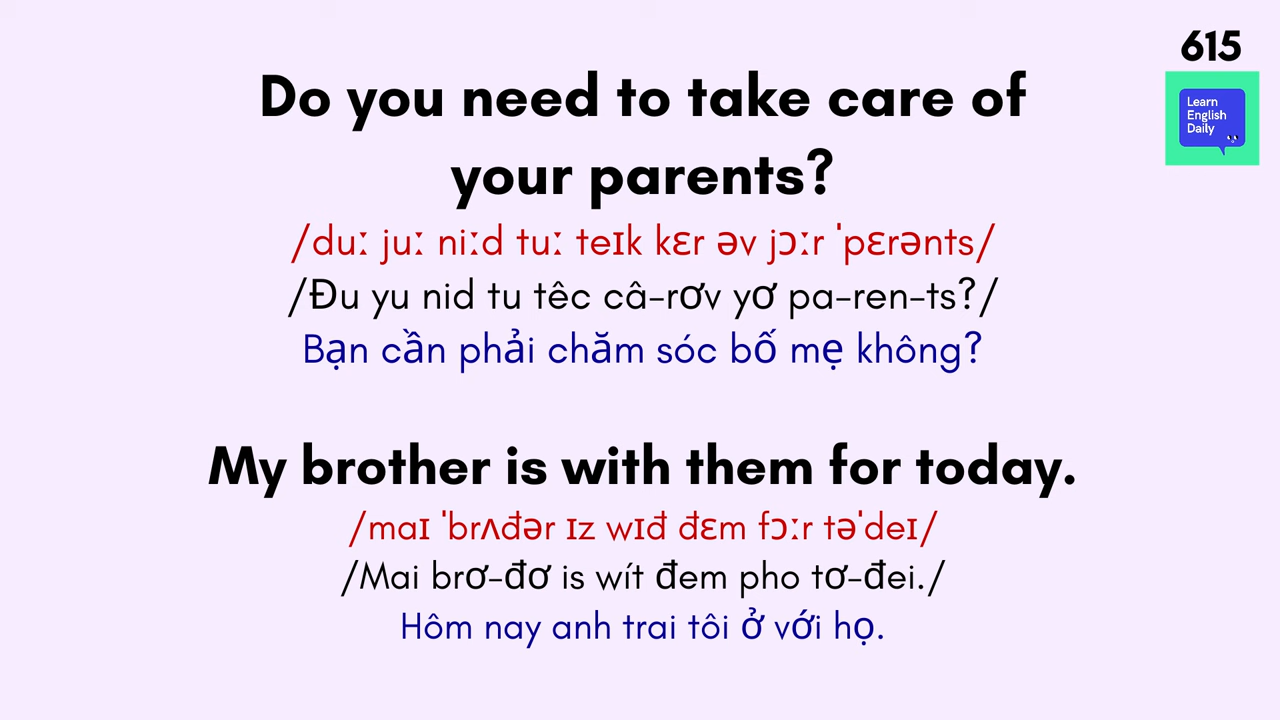 615
Learn
English
Daily
Do you need to take care of
your parents?
/duː juː niːd tuː teɪk kɛr əv jɔːr ˈpɛrənts/
/Đu yu nid tu têc câ-rơv yơ pa-ren-ts?/
Bạn cần phải chăm sóc bố mẹ không?
My brother is with them for today.
/maɪ ˈbrʌđər ɪz wɪđ đɛm fɔːr təˈdeɪ/
/Mai brơ-đơ is wít đem pho tơ-đei./
Hôm nay anh trai tôi ở với họ.